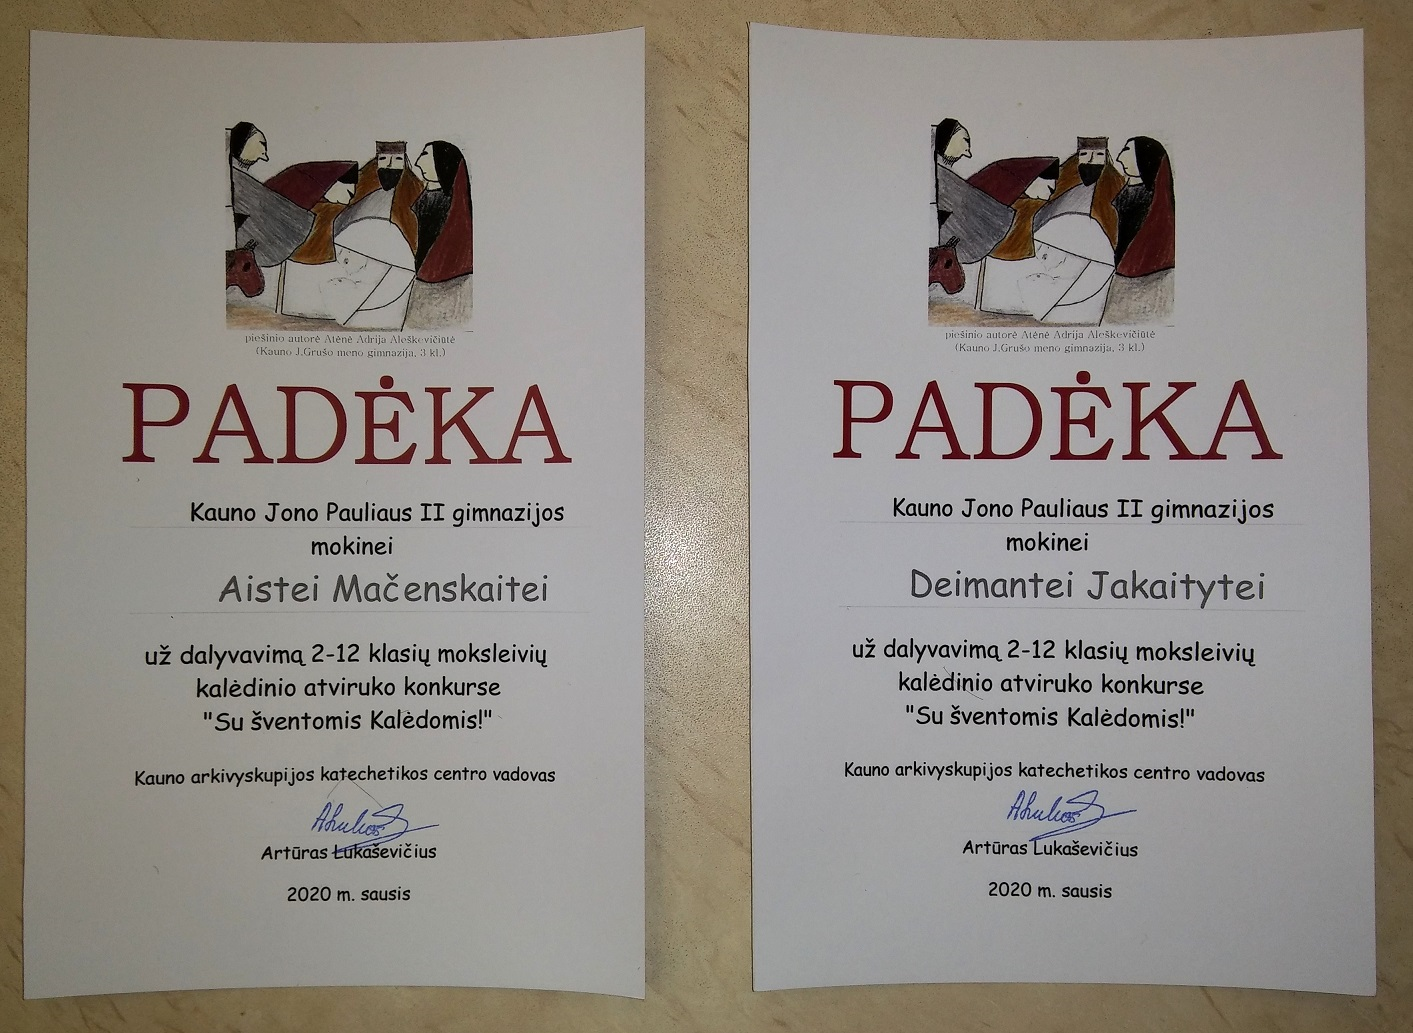 piešinio autorė Atėnė Adrija Aleškevičiūtė
(Kauno J.Grušo meno gimnazija, 3 kl.)
PADĖKA
Kauno Jono Pauliaus II gimnazijos
mokinei
Aistei Mačenskaitei
už dalyvavimą 2-12 klasių moksleivių
kalėdinio atviruko konkurse
"Su šventomis Kalėdomis!"
Kauno arkivyskupijos katechetikos centro vadovas
Artūras Lukaševičius
2020 m. sausis
piešinio autorė Atėnė Adrija Aleškevičiūtė
(Kauno J.Grušo meno gimnazija, 3 kl.)
PADĖKA
Kauno Jono Pauliaus II gimnazijos
mokinei
Deimantei Jakaitytei
už dalyvavimą 2-12 klasių moksleivių
kalėdinio atviruko konkurse
"Su šventomis Kalėdomis!"
Kauno arkivyskupijos katechetikos centro vadovas
Artūras Lukaševičius
2020 m. sausis